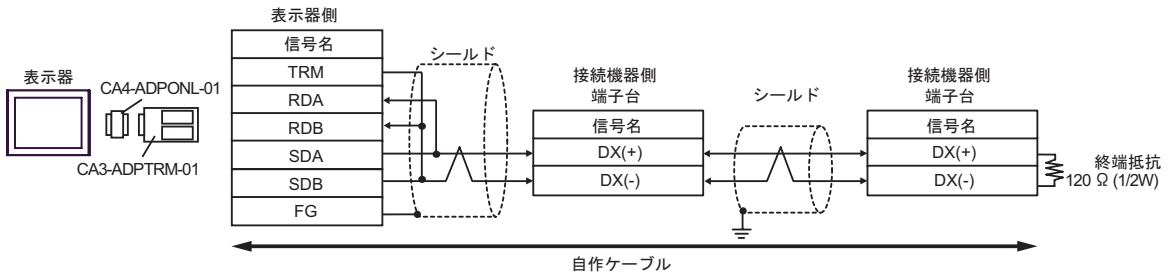 表示器
CA4-ADPONL-01
CA3-ADPTRM-01
表示器側
信号名
TRM
RDA
RDB
SDA
SDB
FG
シールド
接続機器側
端子台
信号名
DX(+)
DX(-)
シールド
接続機器側
端子台
信号名
DX(+)
DX(-)
終端抵抗
120 Ω (1/2W)
自作ケーブル